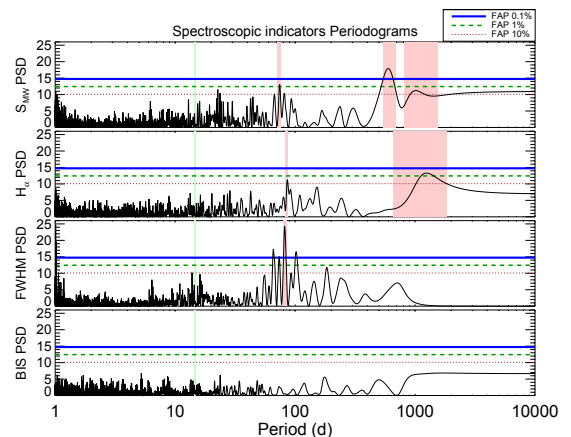 Spectroscopic indicators Periodograms
FAP 0.1%
FAP 1%
FAP 10%
25
20
15
10
5
0
S_MW PSD
25
20
15
10
5
0
H_α PSD
25
20
15
10
5
0
FWHM PSD
25
20
15
10
5
0
BIS PSD
1 10 100 1000 10000
Period (d)